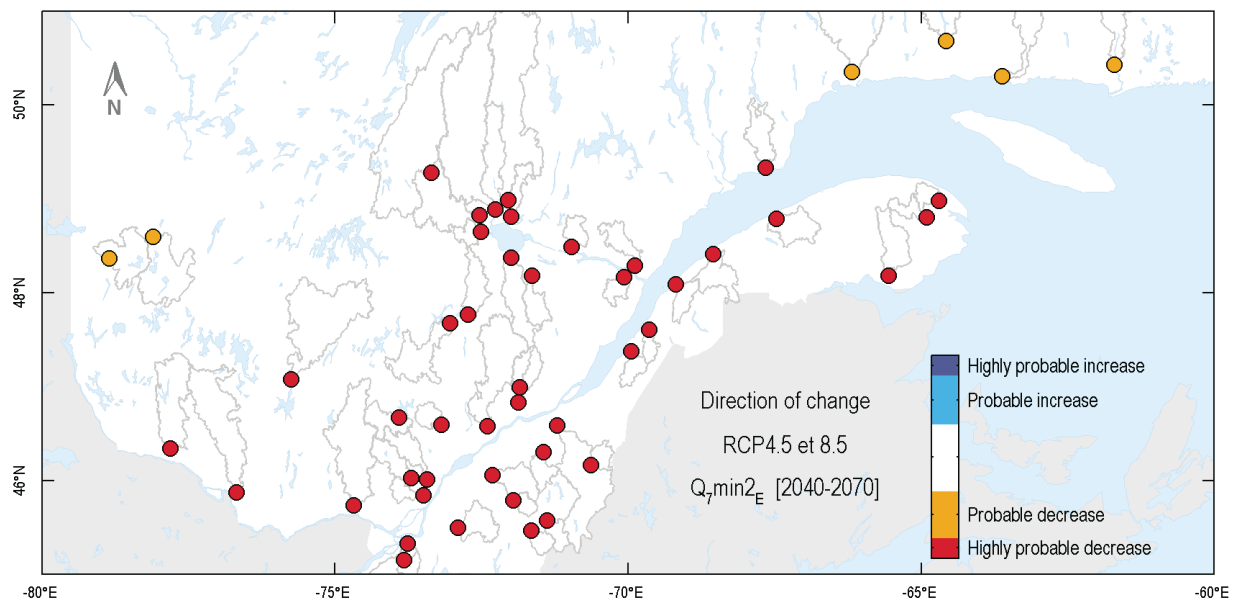 N
50°N
48°N
46°N
Highly probable increase
Probable increase
Direction of change
RCP4.5 et 8.5
Q7min2E [2040-2070]
Probable decrease
Highly probable decrease
-80°E
-75°E
-70°E
-65°E
-60°E